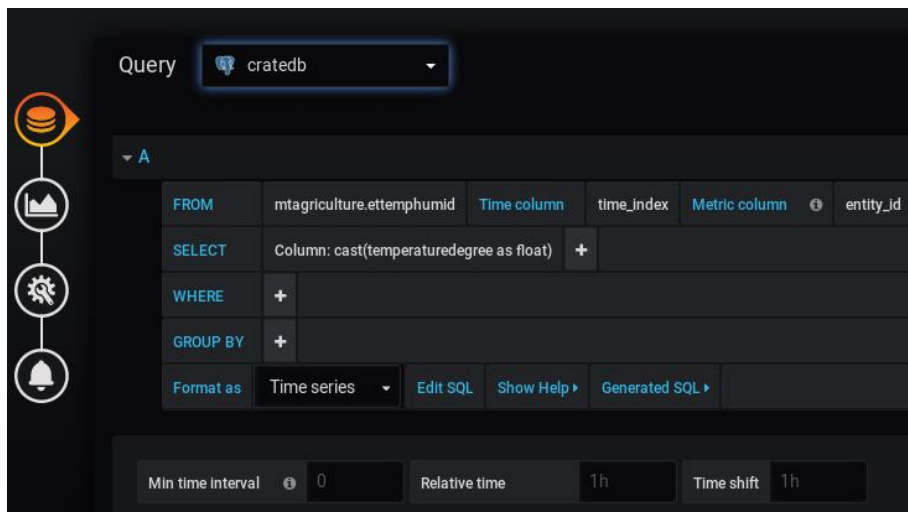 Query cratedb
A
FROM mtagriculture.ettemphumid Time column time_index Metric column entity_id
SELECT Column: cast(temperaturedegree as float) +
WHERE +
GROUP BY +
Format as Time series Edit SQL Show Help Generated SQL
Min time interval 0 Relative time 1h Time shift 1h